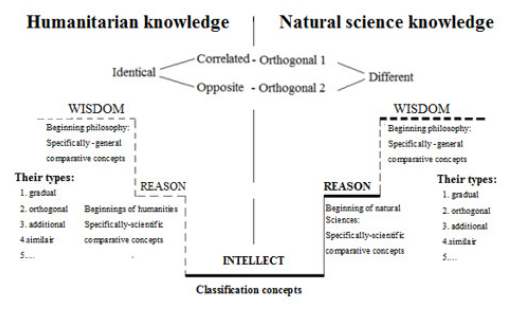 Humanitarian knowledge
Natural science knowledge
Identical
Correlated - Orthogonal 1
Opposite - Orthogonal 2
Different
WISDOM
Beginning philosophy:
Specifically-general
comparative concepts
Their types:
1. gradual
2. orthogonal
3. additional
4.similair
5....
REASON
Beginnings of humanities
Specifically-scientific
comparative concepts
INTELLECT
Classification concepts
REASON
Beginning of natural
Sciences:
Specifically-scientific
comparative concepts
WISDOM
Beginning philosophy:
Specifically-general
comparative concepts
Their types:
1. gradual
2. orthogonal
3. additional
4.similair
5....